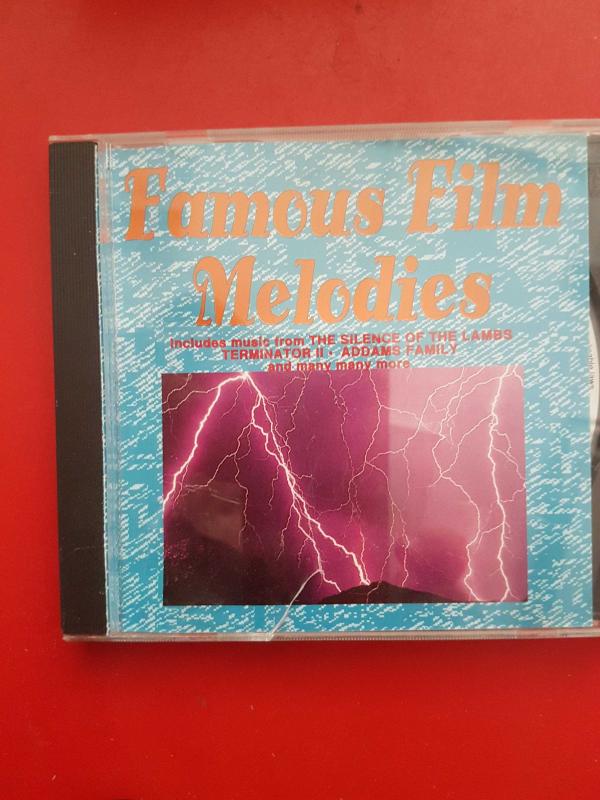 Famous Film
Melodies
Includes music from THE SILENCE OF THE LAMBS
TERMINATOR II • ADDAMS FAMILY
and many many more